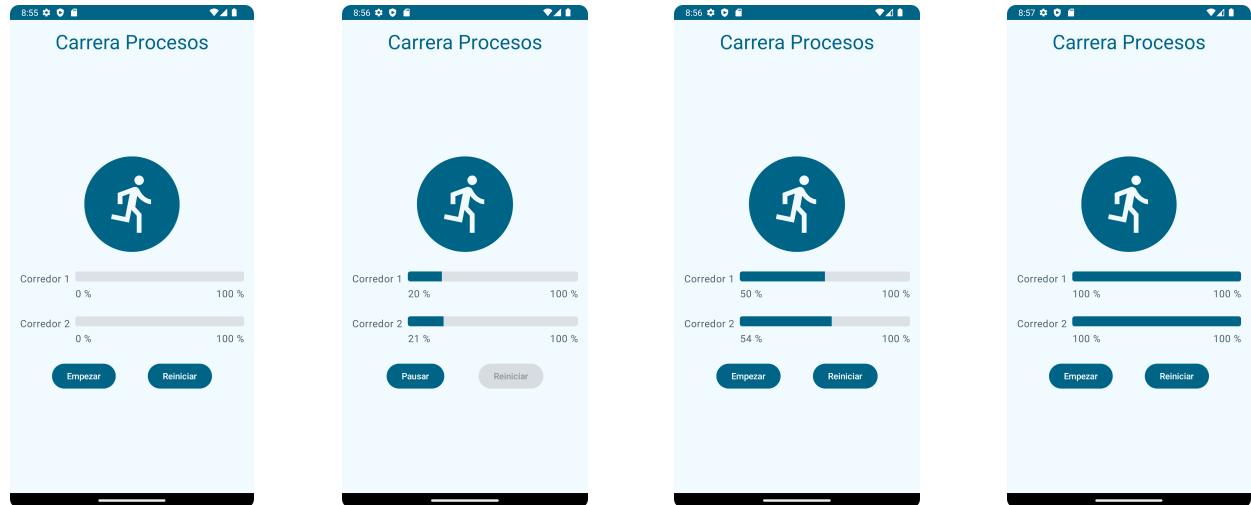 8:55
Carrera Procesos
Corredor 1
0 % 100 %
Corredor 2
0 % 100 %
Empezar Reiniciar
8:56
Carrera Procesos
Corredor 1
20 % 100 %
Corredor 2
21 % 100 %
Pausar Reiniciar
8:56
Carrera Procesos
Corredor 1
50 % 100 %
Corredor 2
54 % 100 %
Empezar Reiniciar
8:57
Carrera Procesos
Corredor 1
100 % 100 %
Corredor 2
100 % 100 %
Empezar Reiniciar